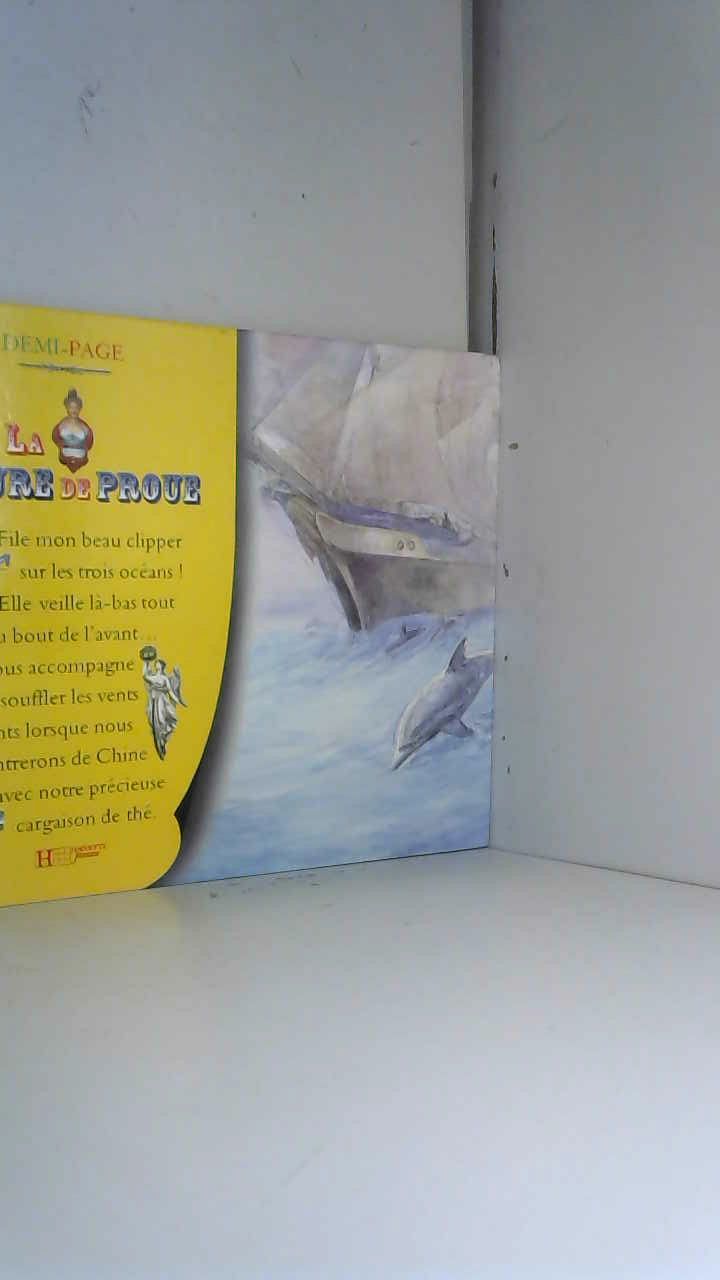 DEMI-PAGE
LA
URE DE PROUE
File mon beau clipper
sur les trois océans !
Elle veille là-bas tout
u bout de l'avant...
ous accompagne
souffler les vents
nts lorsque nous
ntrerons de Chine
avec notre précieuse
cargaison de thé.
H